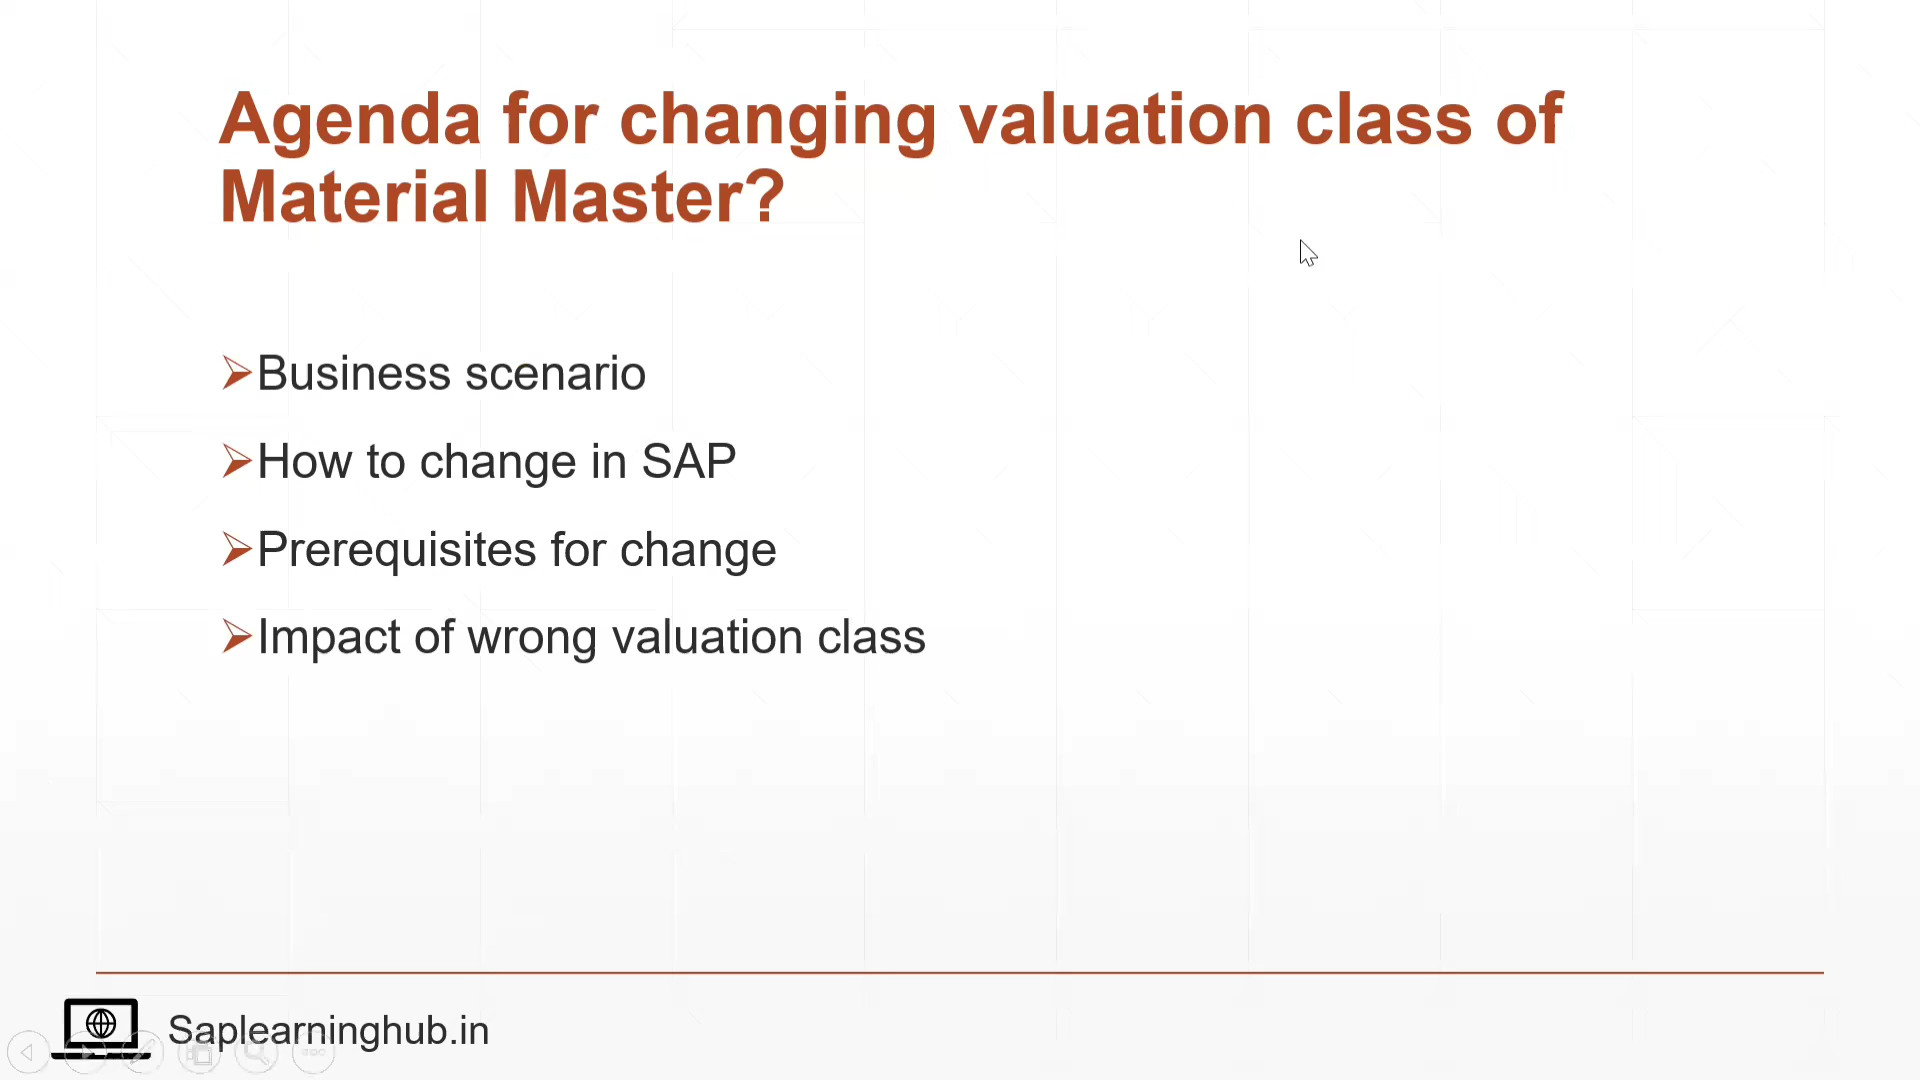 Agenda for changing valuation class of
Material Master?
Business scenario
How to change in SAP
Prerequisites for change
Impact of wrong valuation class
Saplearninghub.in